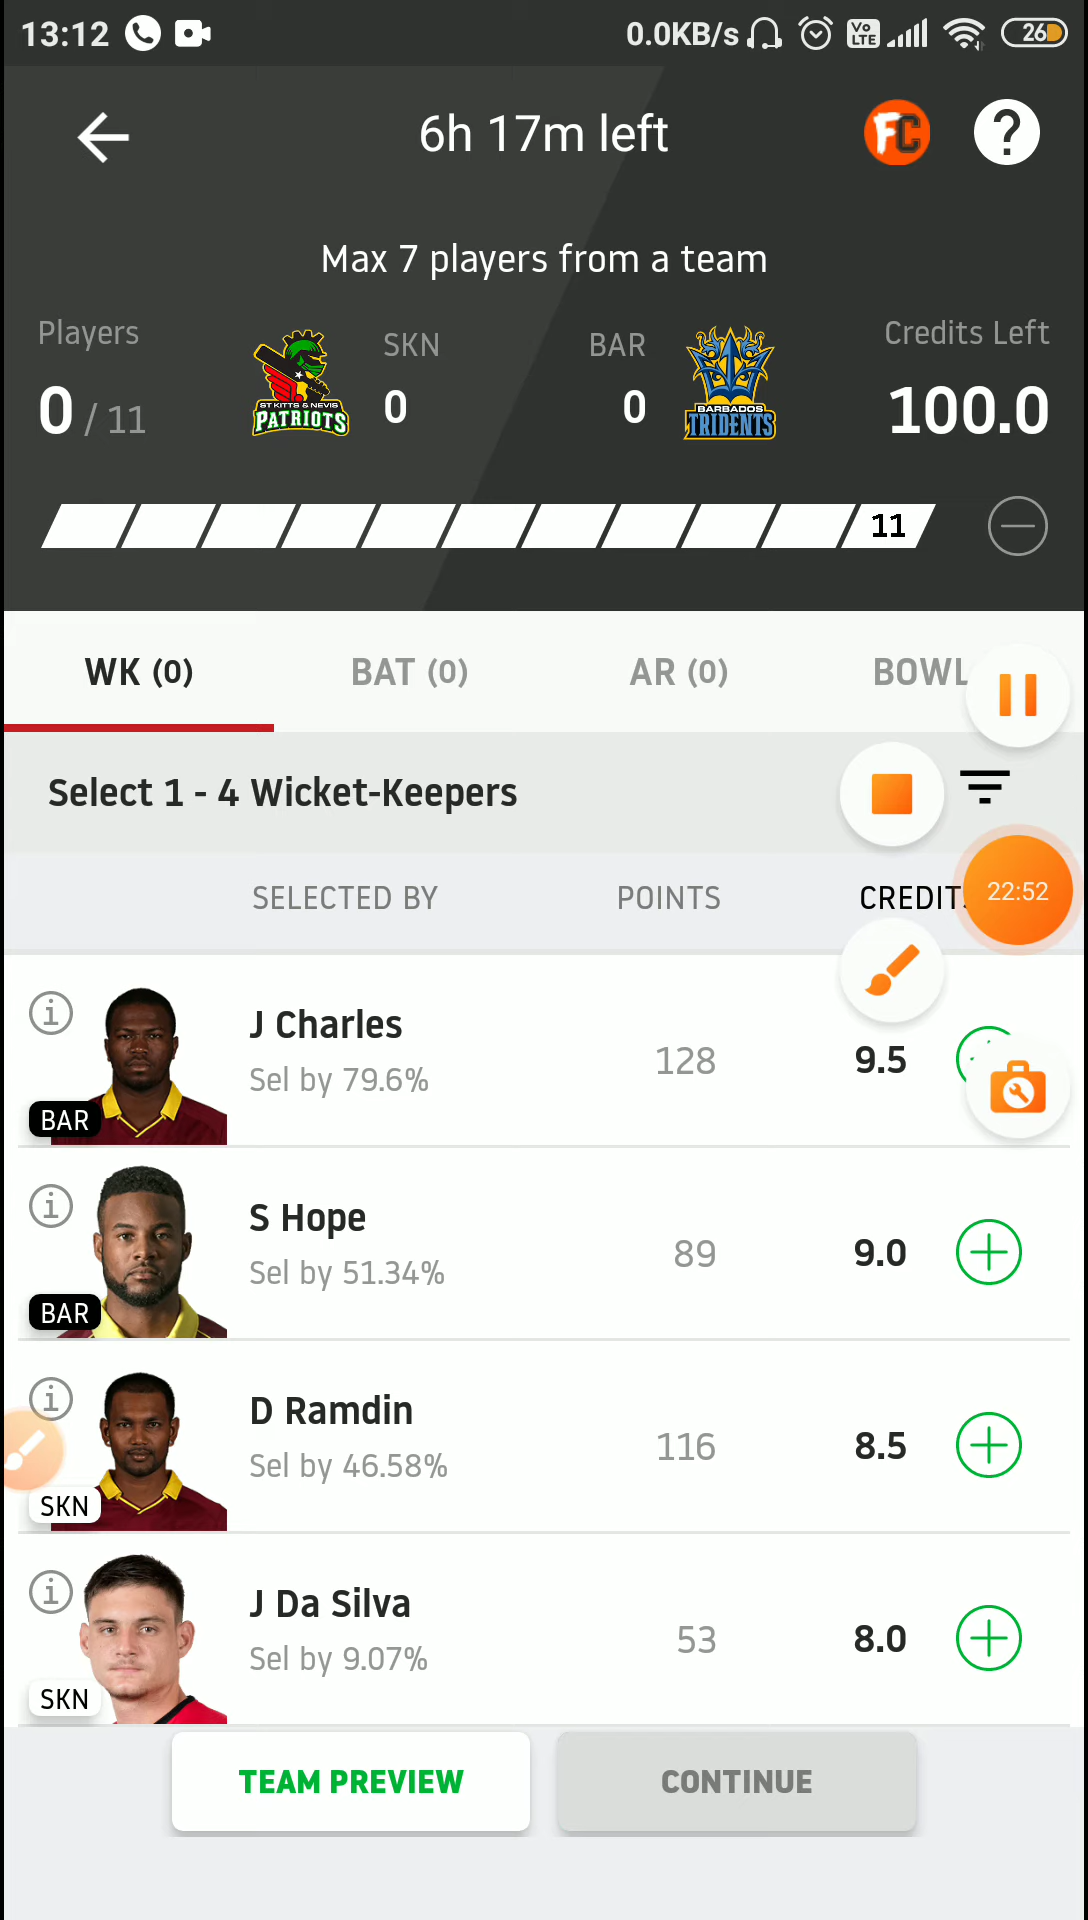 13:12
0.0KB/s
Vo LTE
26
6h 17m left
FC
?
Max 7 players from a team
Players
SKN
BAR
Credits Left
0 / 11
0
0
100.0
ST KITTS & NEVIS
PATRIOTS
BARBADOS
TRIDENTS
11
WK (0)
BAT (0)
AR (0)
BOWL
Select 1 - 4 Wicket-Keepers
22:52
SELECTED BY
POINTS
CREDIT
J Charles
Sel by 79.6%
128
9.5
BAR
S Hope
Sel by 51.34%
89
9.0
BAR
D Ramdin
Sel by 46.58%
116
8.5
SKN
J Da Silva
Sel by 9.07%
53
8.0
SKN
TEAM PREVIEW
CONTINUE